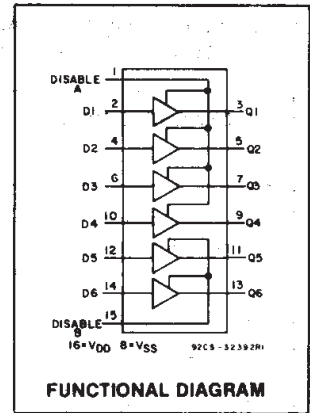 DISABLE 1
A
D1 2 3 Q1
D2 4 5 Q2
D3 6 7 Q3
D4 10 9 Q4
D5 12 11 Q5
D6 14 13 Q6
DISABLE 15
B
16=VDD 8=VSS 92CS-32392RI
FUNCTIONAL DIAGRAM